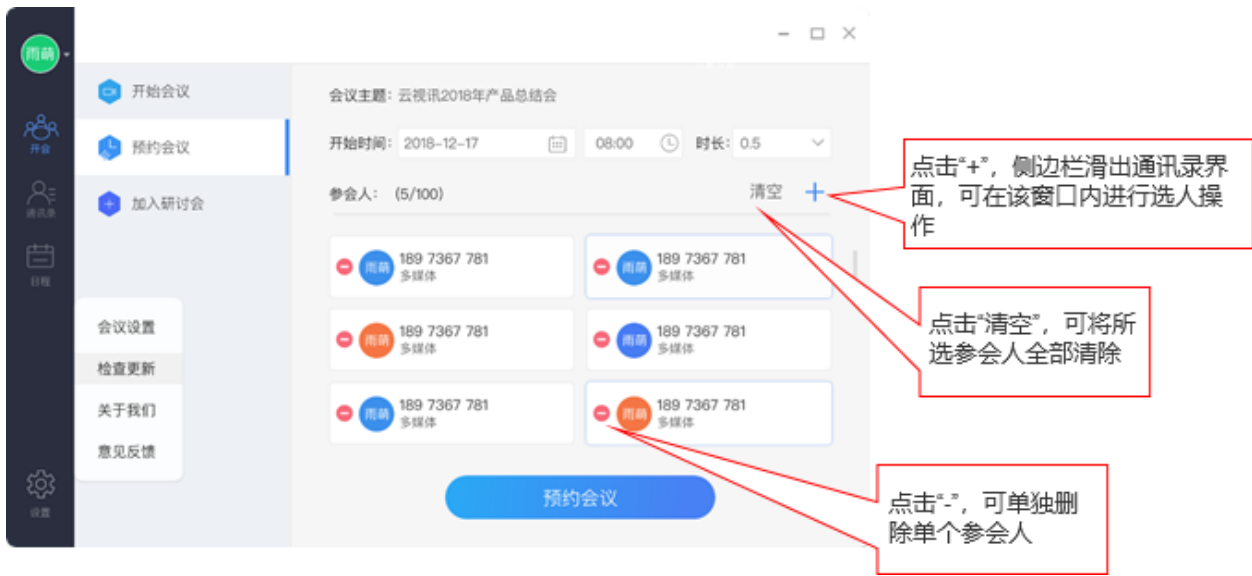 雨萌
开会
通讯录
日程
设置
开始会议
预约会议
加入研讨会
会议设置
检查更新
关于我们
意见反馈
会议主题: 云视讯2018年产品总结会
开始时间: 2018-12-17 08:00 时长: 0.5
参会人: (5/100) 清空
雨萌 189 7367 781
多媒体
雨萌 189 7367 781
多媒体
雨萌 189 7367 781
多媒体
雨萌 189 7367 781
多媒体
雨萌 189 7367 781
多媒体
雨萌 189 7367 781
多媒体
预约会议
点击“+”，侧边栏滑出通讯录界
面，可在该窗口内进行选人操
作
点击“清空”，可将所
选参会人全部清除
点击“-”，可单独删
除单个参会人